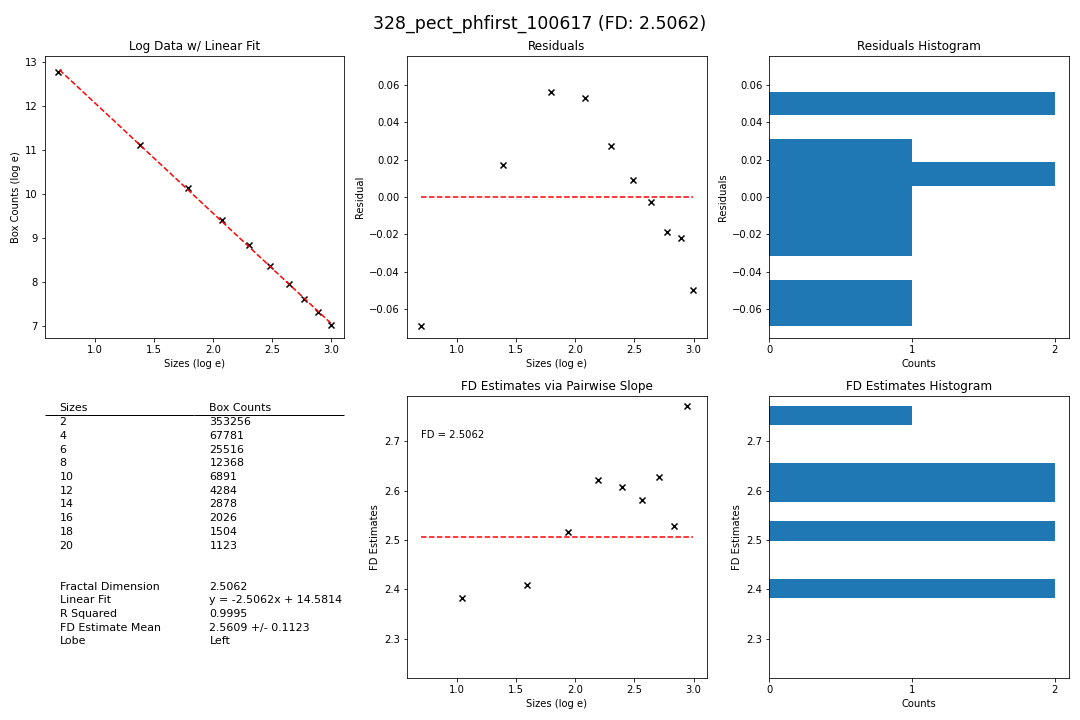 328_pect_phfirst_100617 (FD: 2.5062)
Log Data w/ Linear Fit
13
12
11
10
9
8
7
Box Counts (log e)
1.0 1.5 2.0 2.5 3.0
Sizes (log e)
Residuals
0.06
0.04
0.02
0.00
−0.02
−0.04
−0.06
Residual
1.0 1.5 2.0 2.5 3.0
Sizes (log e)
Residuals Histogram
0.06
0.04
0.02
0.00
−0.02
−0.04
−0.06
Residuals
0 1 2
Counts
Sizes Box Counts
2 353256
4 67781
6 25516
8 12368
10 6891
12 4284
14 2878
16 2026
18 1504
20 1123
Fractal Dimension 2.5062
Linear Fit y = -2.5062x + 14.5814
R Squared 0.9995
FD Estimate Mean 2.5609 +/- 0.1123
Lobe Left
FD Estimates via Pairwise Slope
FD = 2.5062
2.7
2.6
2.5
2.4
2.3
FD Estimates
1.0 1.5 2.0 2.5 3.0
Sizes (log e)
FD Estimates Histogram
2.7
2.6
2.5
2.4
2.3
FD Estimates
0 1 2
Counts